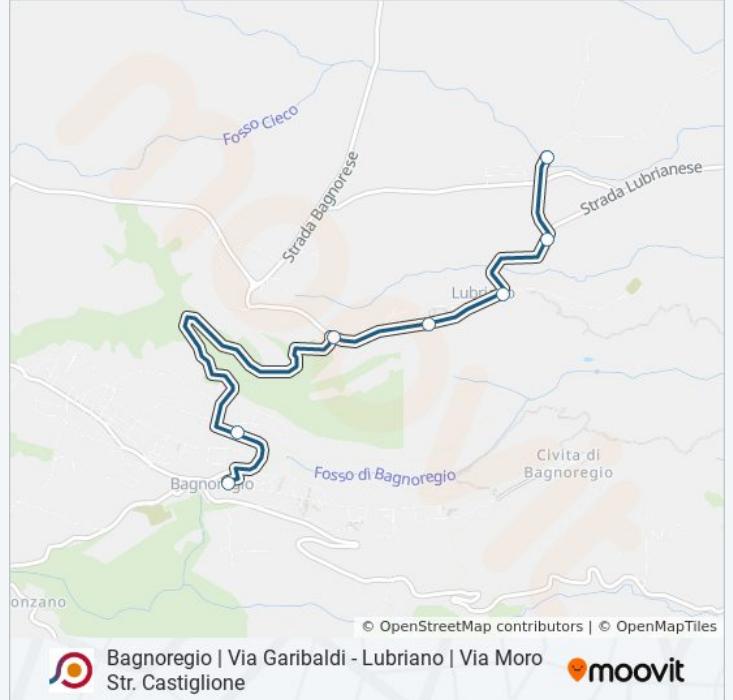 Fosso Cieco
Strada Bagnorese
Strada Lubrianese
Lubriano
Civita di
Bagnoregio
Fosso di Bagnoregio
Bagnoregio
onzano
© OpenStreetMap contributors | © OpenMapTiles
Bagnoregio | Via Garibaldi - Lubriano | Via Moro
Str. Castiglione
moovit